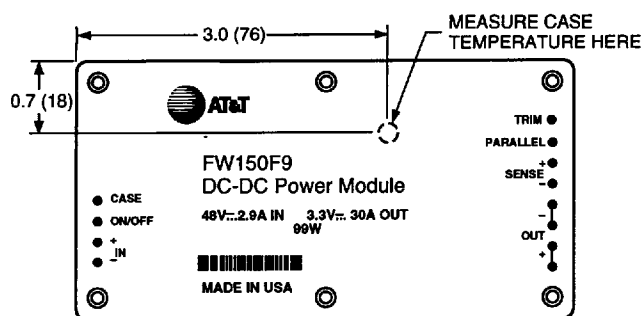 3.0 (76)
MEASURE CASE
TEMPERATURE HERE
0.7 (18)
AT&T
TRIM
PARALLEL
+
SENSE
–
FW150F9
DC-DC Power Module
48V⎓2.9A IN 3.3V⎓ 30A OUT
99W
CASE
ON/OFF
+
IN
–
–
OUT
+
MADE IN USA